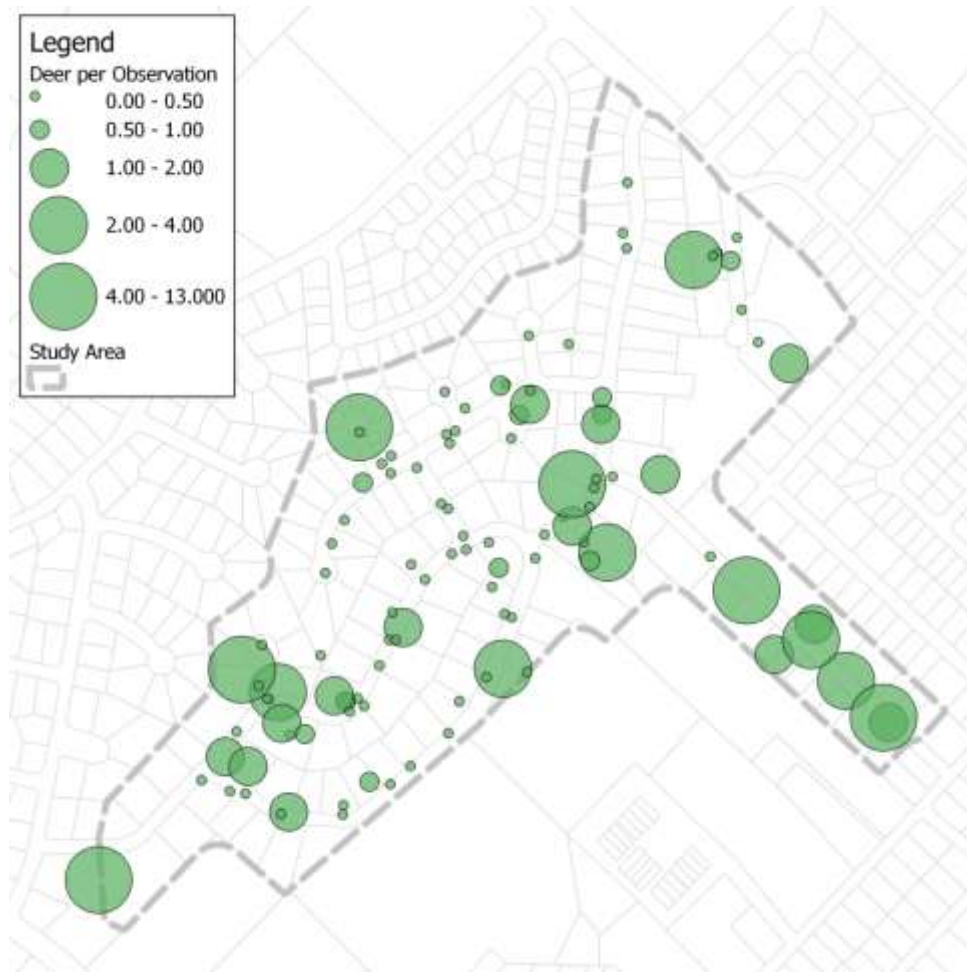 Legend
Deer per Observation
0.00 - 0.50
0.50 - 1.00
1.00 - 2.00
2.00 - 4.00
4.00 - 13.000
Study Area